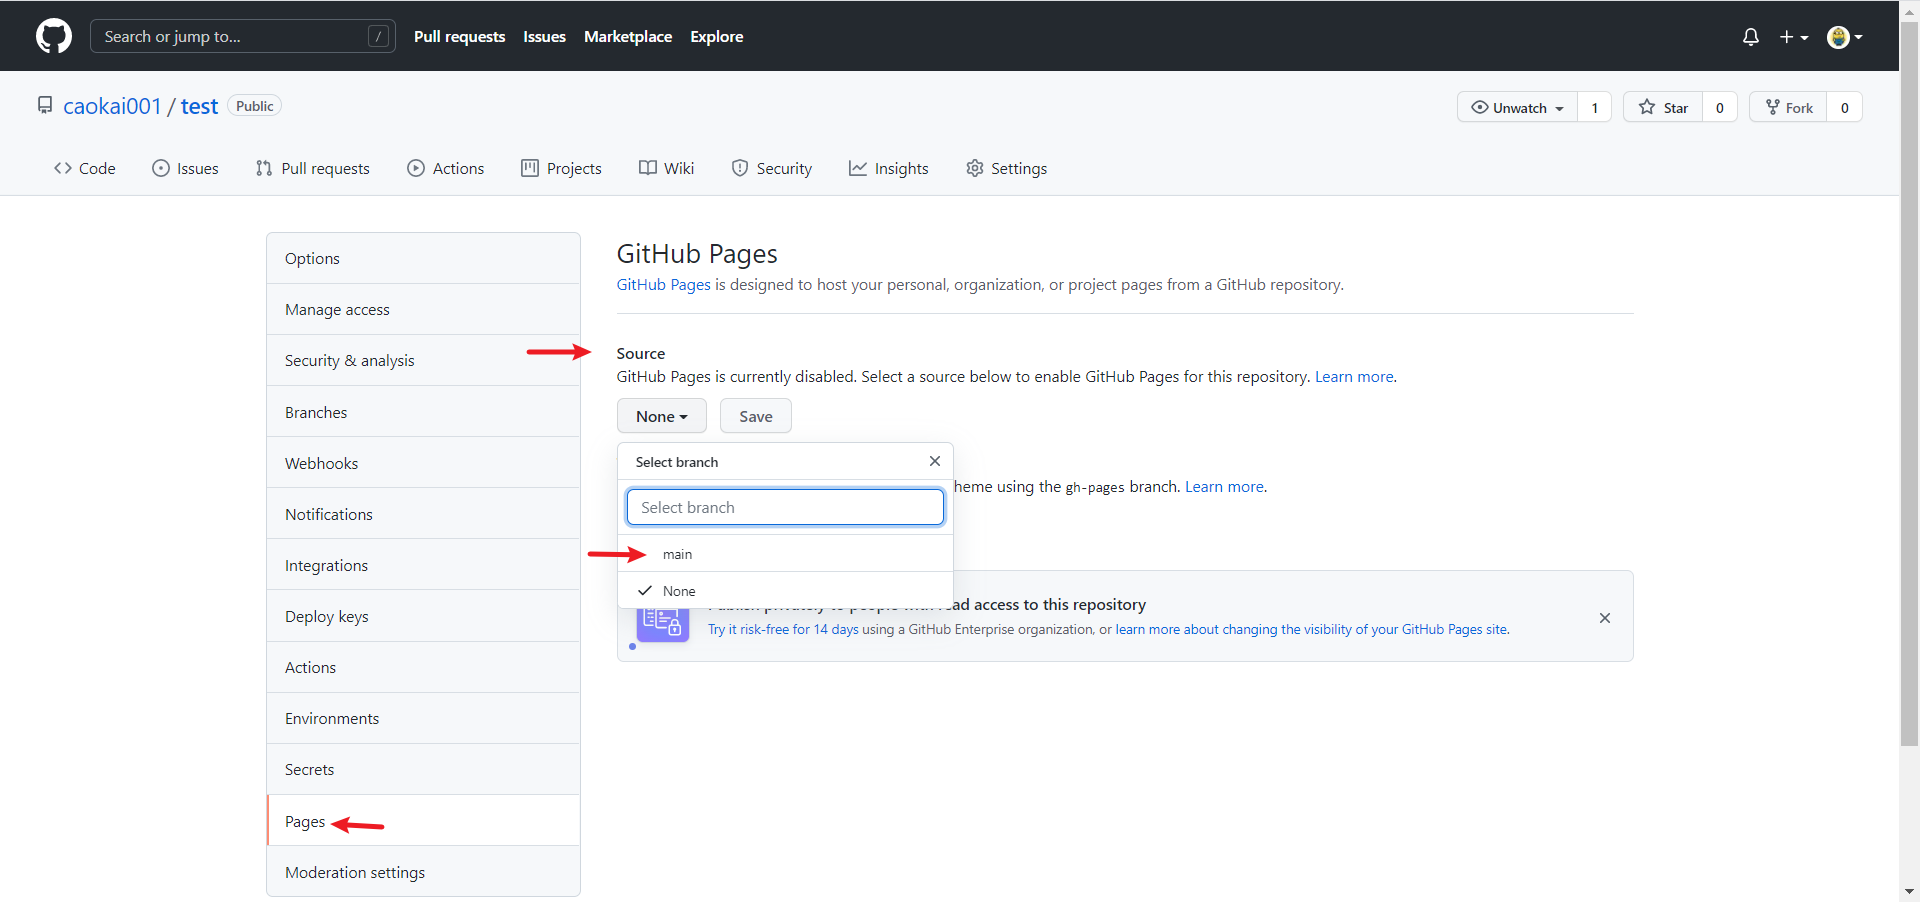 Search or jump to... /
Pull requests Issues Marketplace Explore
caokai001 / test Public
Unwatch 1 Star 0 Fork 0
Code Issues Pull requests Actions Projects Wiki Security Insights Settings
Options
Manage access
Security & analysis
Branches
Webhooks
Notifications
Integrations
Deploy keys
Actions
Environments
Secrets
Pages
Moderation settings
GitHub Pages
GitHub Pages is designed to host your personal, organization, or project pages from a GitHub repository.
Source
GitHub Pages is currently disabled. Select a source below to enable GitHub Pages for this repository. Learn more.
None Save
Select branch
heme using the gh-pages branch. Learn more.
Select branch
main
None
access to this repository
Try it risk-free for 14 days using a GitHub Enterprise organization, or learn more about changing the visibility of your GitHub Pages site.